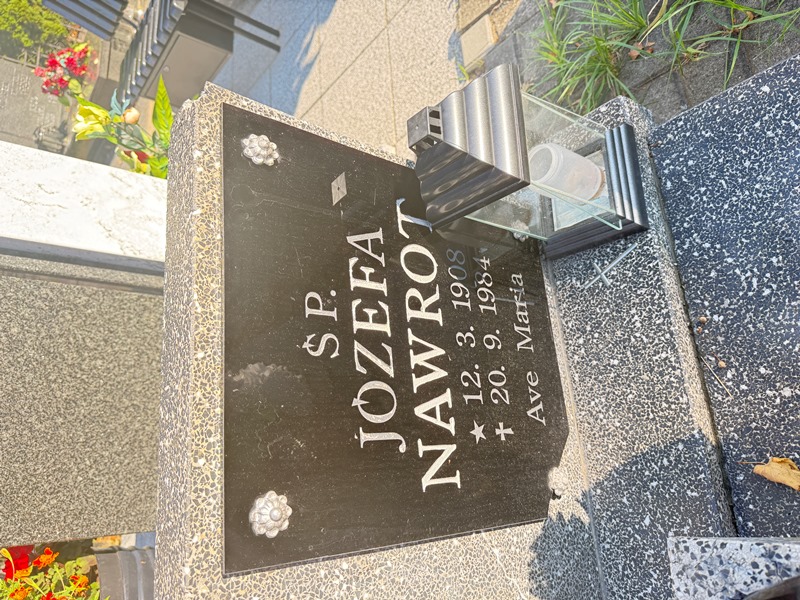 Ś.P.
JÓZEFA
NAWROT
★ 12. 3. 1908
✝ 20. 9. 1984
Ave Maria